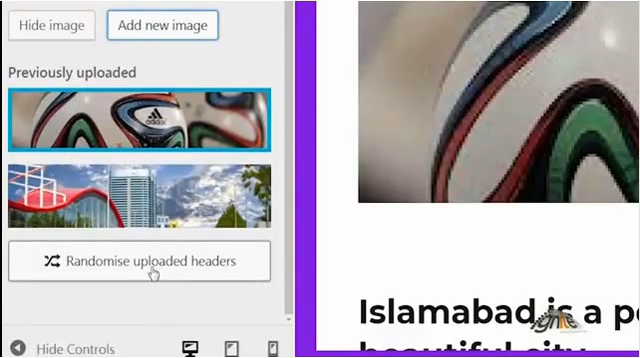 Hide image
Add new image
Previously uploaded
adidas
Randomise uploaded headers
Islamabad is a
beautiful city
Hide Controls